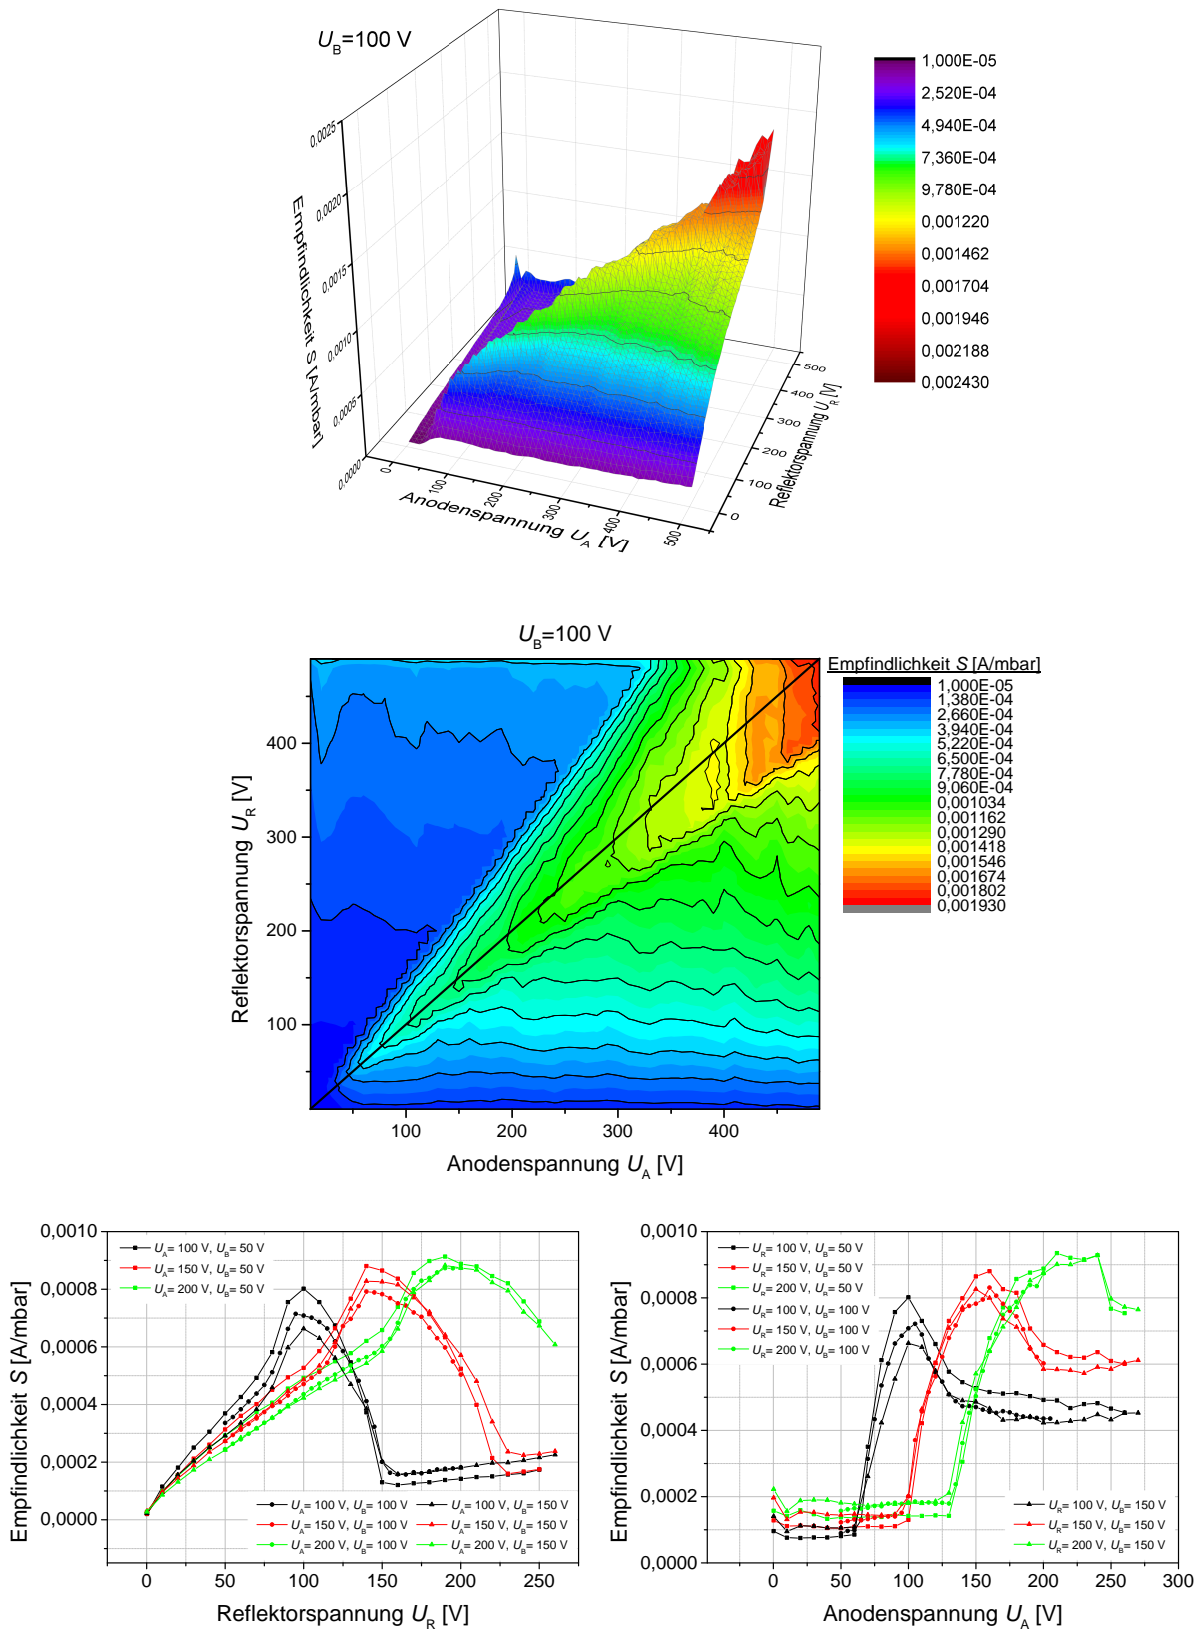 U_B=100 V
1,000E-05
2,520E-04
4,940E-04
7,360E-04
9,780E-04
0,001220
0,001462
0,001704
0,001946
0,002188
0,002430
Empfindlichkeit S [A/mbar]
0,0025
0,0020
0,0015
0,0010
0,0005
0,0000
0
100
200
300
400
500
Anodenspannung U_A [V]
0
100
200
300
400
500
Reflektorspannung U_R [V]
U_B=100 V
Empfindlichkeit S [A/mbar]
1,000E-05
1,380E-04
2,660E-04
3,940E-04
5,220E-04
6,500E-04
7,780E-04
9,060E-04
0,001034
0,001162
0,001290
0,001418
0,001546
0,001674
0,001802
0,001930
Reflektorspannung U_R [V]
400
300
200
100
100 200 300 400
Anodenspannung U_A [V]
Empfindlichkeit S [A/mbar]
0,0010
0,0008
0,0006
0,0004
0,0002
0,0000
U_A= 100 V, U_B= 50 V
U_A= 150 V, U_B= 50 V
U_A= 200 V, U_B= 50 V
U_A= 100 V, U_B= 100 V U_A= 100 V, U_B= 150 V
U_A= 150 V, U_B= 100 V U_A= 150 V, U_B= 150 V
U_A= 200 V, U_B= 100 V U_A= 200 V, U_B= 150 V
0 50 100 150 200 250
Reflektorspannung U_R [V]
Empfindlichkeit S [A/mbar]
0,0010
0,0008
0,0006
0,0004
0,0002
0,0000
U_R= 100 V, U_B= 50 V
U_R= 150 V, U_B= 50 V
U_R= 200 V, U_B= 50 V
U_R= 100 V, U_B= 100 V
U_R= 150 V, U_B= 100 V
U_R= 200 V, U_B= 100 V
U_R= 100 V, U_B= 150 V
U_R= 150 V, U_B= 150 V
U_R= 200 V, U_B= 150 V
0 50 100 150 200 250 300
Anodenspannung U_A [V]